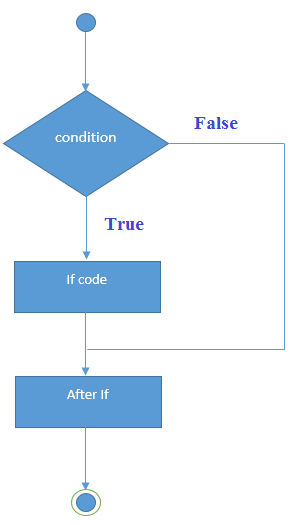 condition
False
True
If code
After If